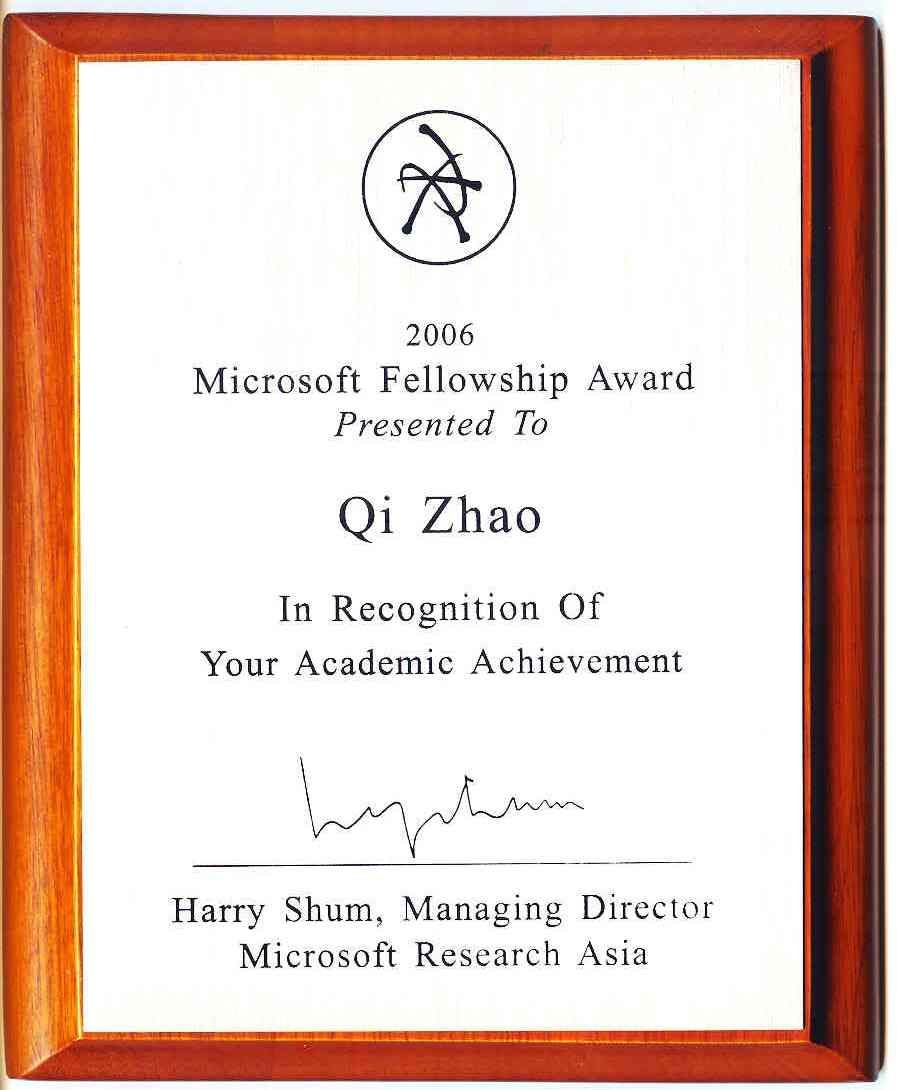 2006
Microsoft Fellowship Award
Presented To
Qi Zhao
In Recognition Of
Your Academic Achievement
Harry Shum, Managing Director
Microsoft Research Asia